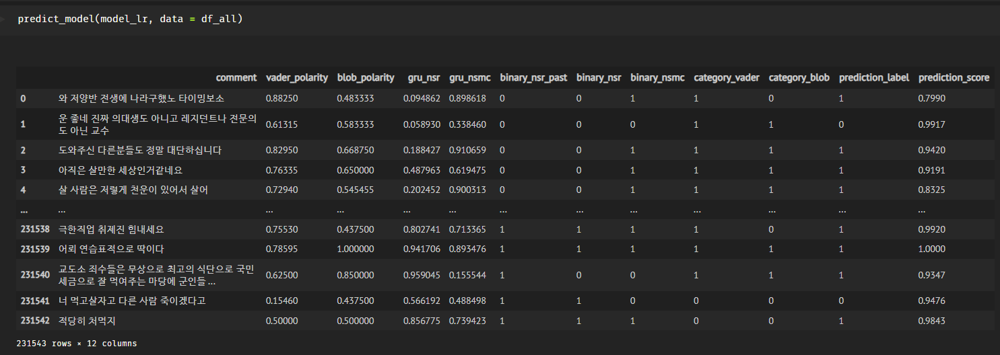 predict_model(model_lr, data = df_all)
comment vader_polarity blob_polarity gru_nsr gru_nsmc binary_nsr_past binary_nsr binary_nsmc category_vader category_blob prediction_label prediction_score
0 와 저양반 전생에 나라구했노 타이밍보소 0.88250 0.483333 0.094862 0.898618 0 0 1 1 0 1 0.7990
1 운 좋네 진짜 의대생도 아니고 레지던트나 전문의 0.61315 0.583333 0.058930 0.338460 0 0 0 1 1 0 0.9917
도 아닌 교수
2 도와주신 다른분들도 정말 대단하십니다 0.82950 0.668750 0.188427 0.910659 0 0 1 1 1 1 0.9420
3 아직은 살만한 세상인거같네요 0.76335 0.650000 0.487963 0.619475 0 0 1 1 1 1 0.9191
4 살 사람은 저렇게 천운이 있어서 살어 0.72940 0.545455 0.202452 0.900313 0 0 1 1 1 1 0.8325
... ... ... ... ... ... ... ... ... ... ... ... ...
231538 극한직업 취제진 힘내세요 0.75530 0.437500 0.802741 0.713365 1 1 1 1 0 1 0.9920
231539 어뢰 연습표적으로 딱이다 0.78595 1.000000 0.941706 0.893476 1 1 1 1 1 1 1.0000
231540 교도소 죄수들은 무상으로 최고의 식단으로 국민 0.62500 0.850000 0.959045 0.155544 1 0 0 1 1 1 0.9347
세금으로 잘 먹여주는 마당에 군인들 ...
231541 너 먹고살자고 다른 사람 죽이겠다고 0.15460 0.437500 0.566192 0.488498 1 1 0 0 0 0 0.9476
231542 적당히 처먹지 0.50000 0.500000 0.856775 0.739423 1 1 1 0 0 1 0.9843
231543 rows × 12 columns